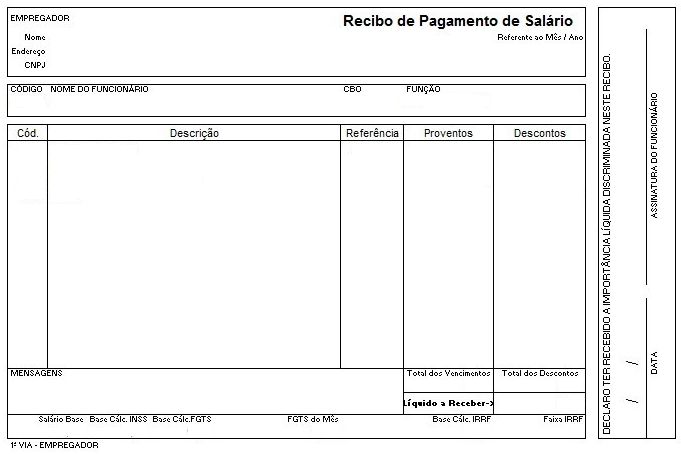 EMPREGADOR
Recibo de Pagamento de Salário
Nome
Referente ao Mês / Ano
Endereço
CNPJ
CÓDIGO NOME DO FUNCIONÁRIO CBO FUNÇÃO
Cód. Descrição Referência Proventos Descontos
MENSAGENS Total dos Vencimentos Total dos Descontos
Líquido a Receber->
Salário Base Base Cálc. INSS Base Cálc.FGTS FGTS do Mês Base Cálc. IRRF Faixa IRRF
1ª VIA - EMPREGADOR
DECLARO TER RECEBIDO A IMPORTÂNCIA LÍQUIDA DISCRIMINADA NESTE RECIBO.
/ /
DATA
ASSINATURA DO FUNCIONÁRIO